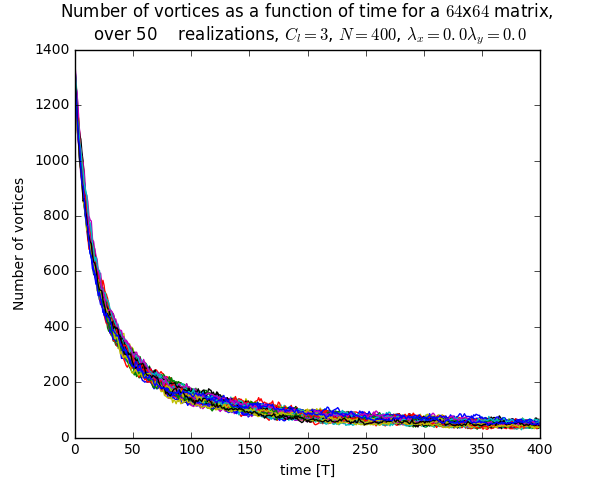 Number of vortices as a function of time for a 64x64 matrix,
over 50    realizations, C_l = 3, N = 400, λ_x = 0.0λ_y = 0.0
1400
1200
1000
800
600
400
200
0
Number of vortices
0 50 100 150 200 250 300 350 400
time [T]